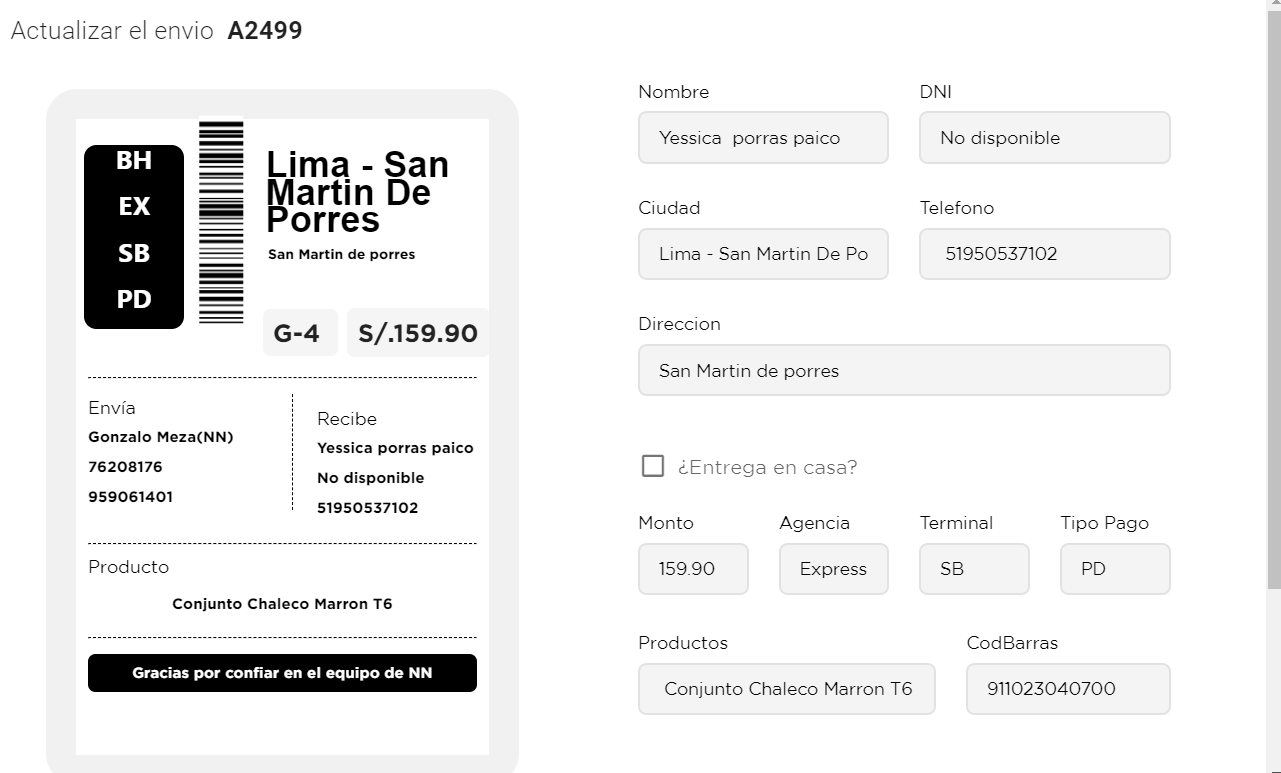 Actualizar el envio A2499
BH
EX
SB
PD
Lima - San
Martin De
Porres
San Martin de porres
G-4 S/.159.90
Envía
Gonzalo Meza(NN)
76208176
959061401
Recibe
Yessica porras paico
No disponible
51950537102
Producto
Conjunto Chaleco Marron T6
Gracias por confiar en el equipo de NN
Nombre DNI
Yessica  porras paico No disponible
Ciudad Telefono
Lima - San Martin De Po 51950537102
Direccion
San Martin de porres
¿Entrega en casa?
Monto Agencia Terminal Tipo Pago
159.90 Express SB PD
Productos CodBarras
Conjunto Chaleco Marron T6 911023040700